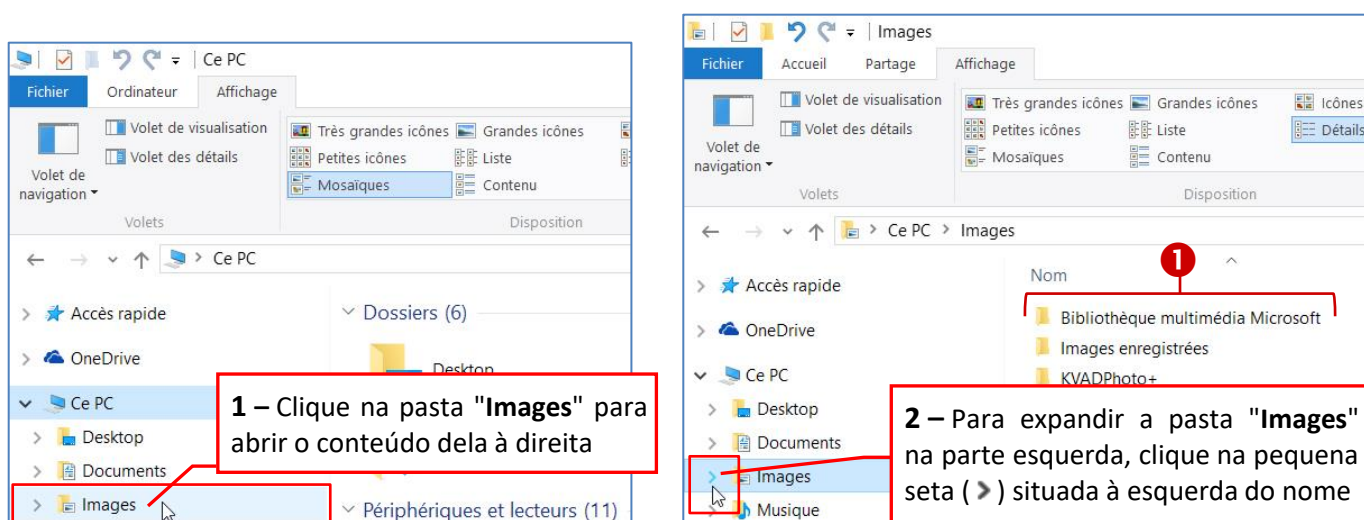 Ce PC
Fichier Ordinateur Affichage
Volet de visualisation
Volet des détails
Volet de
navigation
Très grandes icônes Grandes icônes
Petites icônes Liste
Mosaïques Contenu
Volets Disposition
Ce PC
Accès rapide
OneDrive
Ce PC
Desktop
Documents
Images
Dossiers (6)
Desktop
1 – Clique na pasta "Images" para
abrir o conteúdo dela à direita
Périphériques et lecteurs (11)
Images
Fichier Accueil Partage Affichage
Volet de visualisation
Volet des détails
Volet de
navigation
Très grandes icônes Grandes icônes Icônes
Petites icônes Liste Détails
Mosaïques Contenu
Volets Disposition
Ce PC > Images
Accès rapide
OneDrive
Ce PC
Desktop
Documents
Images
Musique
1
Nom
Bibliothèque multimédia Microsoft
Images enregistrées
KVADPhoto+
2 – Para expandir a pasta "Images"
na parte esquerda, clique na pequena
seta ( > ) situada à esquerda do nome